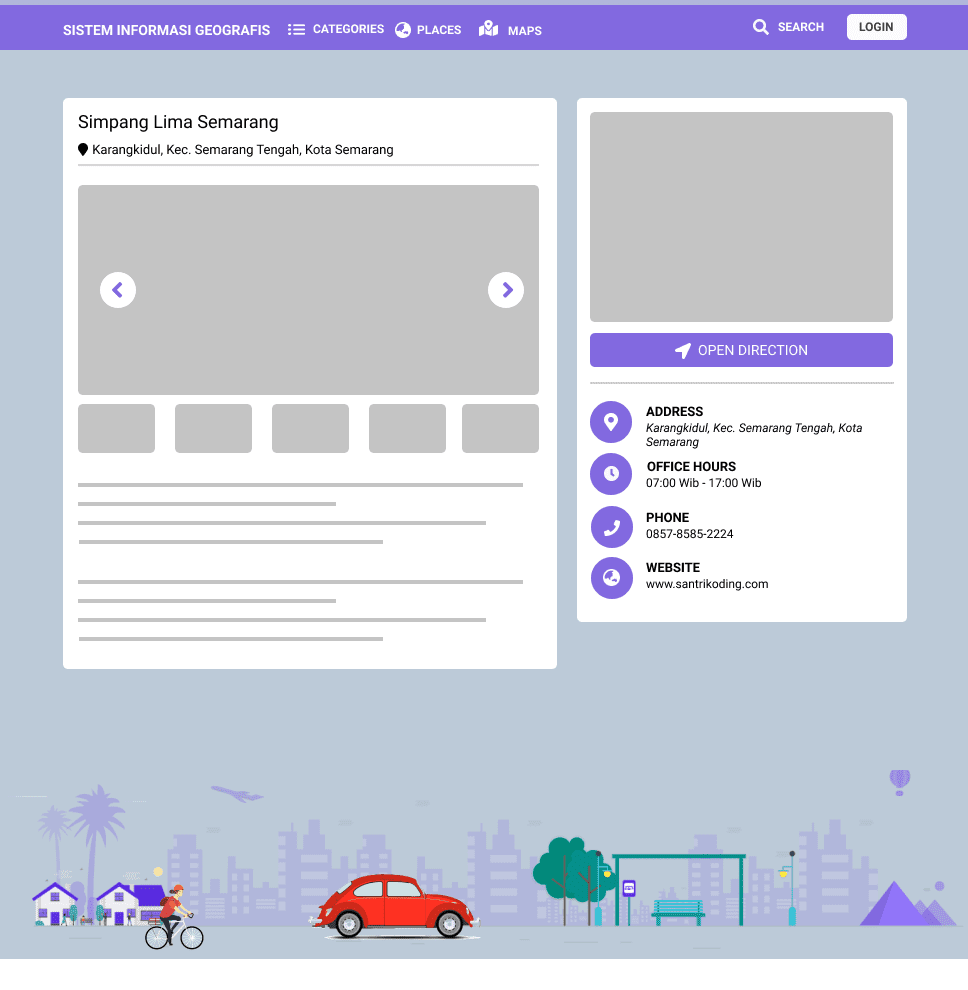 SISTEM INFORMASI GEOGRAFIS CATEGORIES PLACES MAPS SEARCH LOGIN
Simpang Lima Semarang
Karangkidul, Kec. Semarang Tengah, Kota Semarang
OPEN DIRECTION
ADDRESS
Karangkidul, Kec. Semarang Tengah, Kota
Semarang
OFFICE HOURS
07:00 Wib - 17:00 Wib
PHONE
0857-8585-2224
WEBSITE
www.santrikoding.com